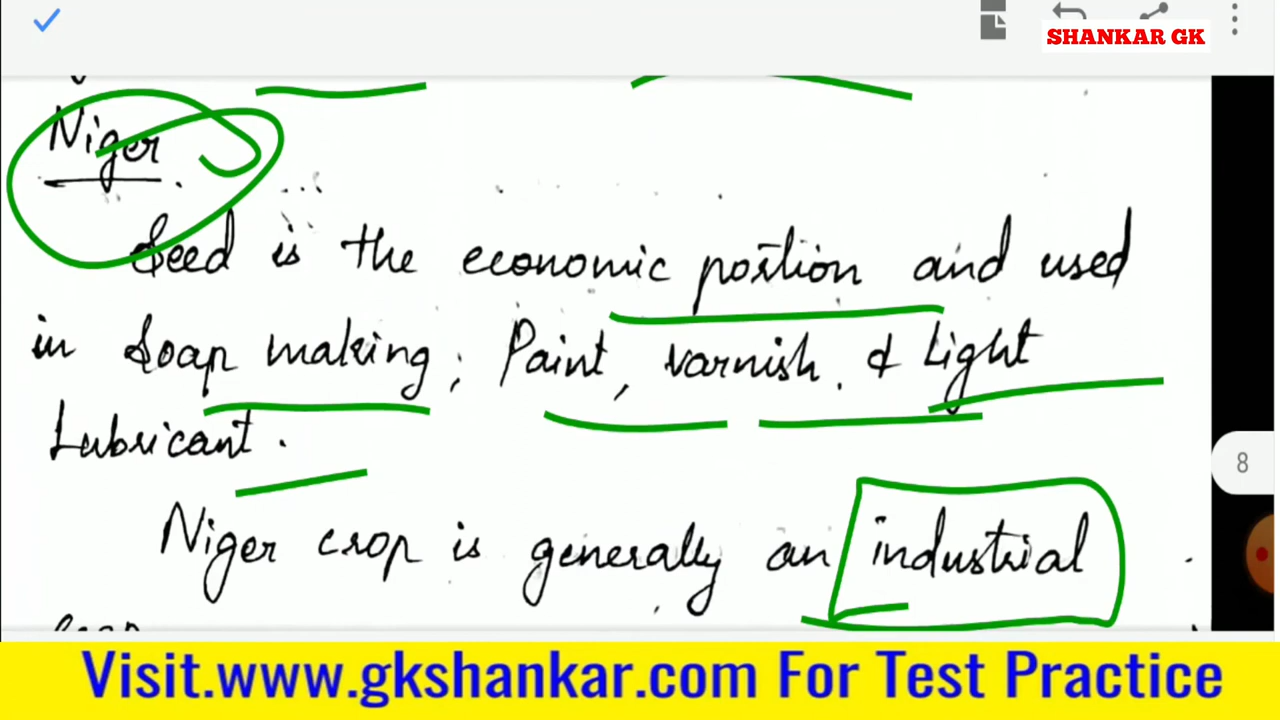 SHANKAR GK
Niger
Seed is the economic portion and used
in Soap making; Paint, varnish. & Light
Lubricant.
8
Niger crop is generally an industrial
Visit.www.gkshankar.com For Test Practice